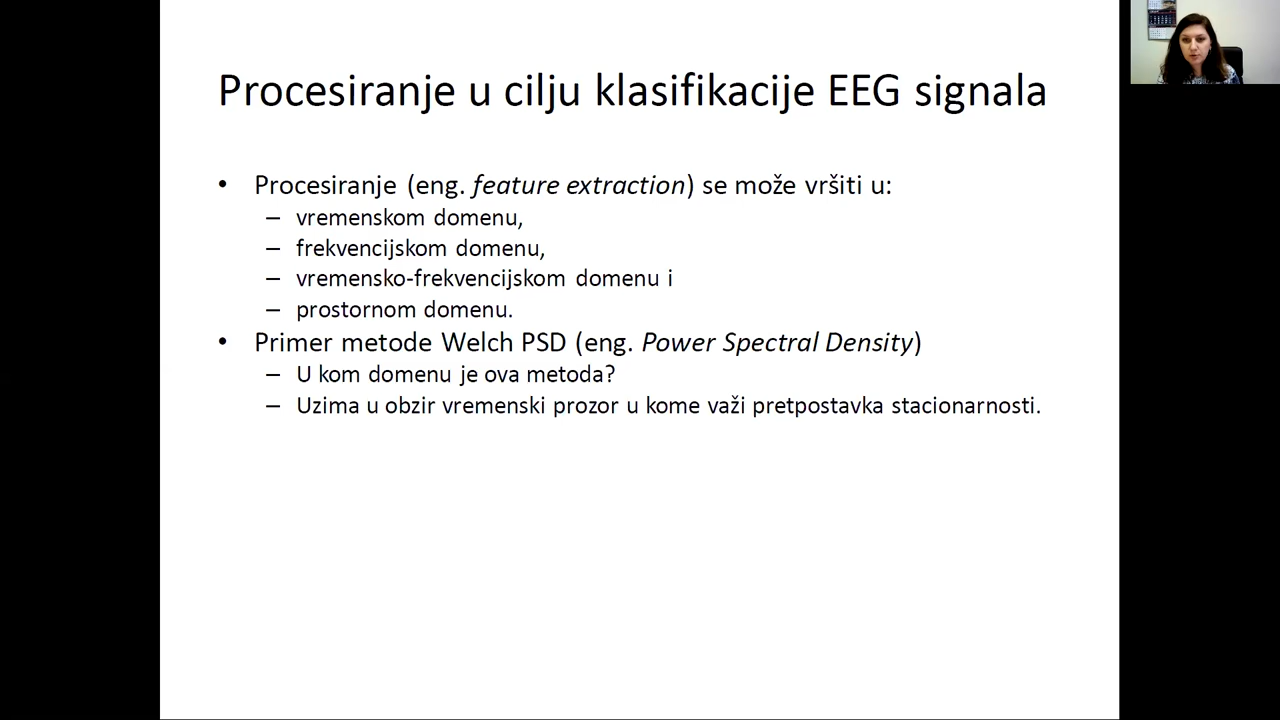 Procesiranje u cilju klasifikacije EEG signala
• Procesiranje (eng. feature extraction) se može vršiti u:
– vremenskom domenu,
– frekvencijskom domenu,
– vremensko-frekvencijskom domenu i
– prostornom domenu.
• Primer metode Welch PSD (eng. Power Spectral Density)
– U kom domenu je ova metoda?
– Uzima u obzir vremenski prozor u kome važi pretpostavka stacionarnosti.